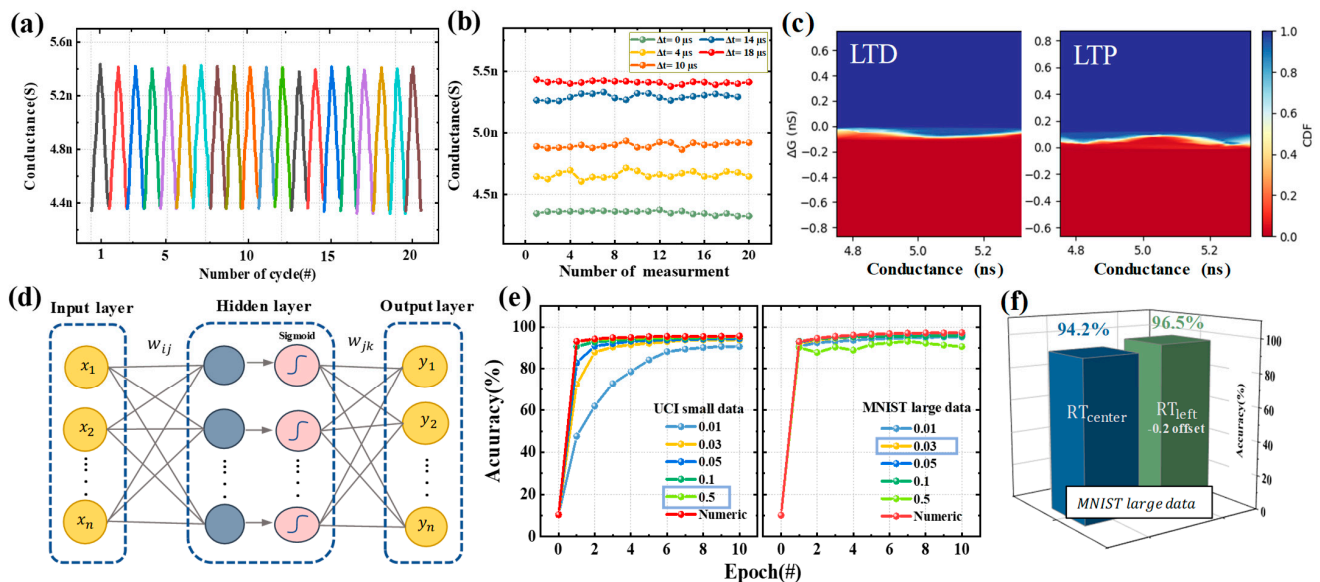 (a)
5.6n
5.2n
4.8n
4.4n
Conductance(S)
1 5 10 15 20
Number of cycle(#)
(b)
Δt= 0 μs
Δt= 4 μs
Δt= 10 μs
Δt= 14 μs
Δt= 18 μs
5.5n
5.0n
4.5n
Conductance(S)
0 4 8 12 16 20
Number of measurment
(c)
LTD
0.6
0.4
0.2
0.0
−0.2
−0.4
−0.6
−0.8
ΔG (nS)
4.8 5.0 5.2
Conductance (ns)
LTP
0.8
0.6
0.4
0.2
0.0
−0.2
−0.4
−0.6
4.8 5.0 5.2
Conductance (ns)
1.0
0.8
0.6
0.4
0.2
0.0
CDF
(d)
Input layer
Hidden layer
Output layer
w_ij
Sigmoid
w_jk
x_1
x_2
x_n
y_1
y_2
y_n
(e)
100
80
60
40
20
0
Acuracy(%)
UCI small data
0.01
0.03
0.05
0.1
0.5
Numeric
0 2 4 6 8 10
MNIST large data
0.01
0.03
0.05
0.1
0.5
Numeric
0 2 4 6 8 10
Epoch(#)
(f)
94.2%
96.5%
RT_center
RT_left
-0.2 offset
MNIST large data
100
80
60
40
20
0
Accuracy(%)